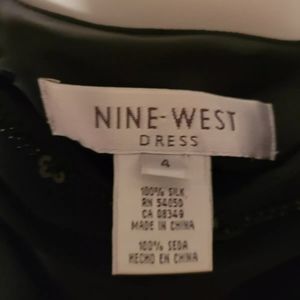 NINE-WEST
DRESS
4
100% SILK
RN 54050
CA 08349
MADE IN CHINA
100% SEDA
HECHO EN CHINA